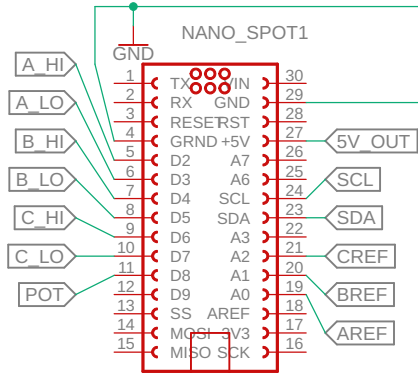 NANO_SPOT1
GND
A_HI
A_LO
B_HI
B_LO
C_HI
C_LO
POT
1 TX VIN 30
2 RX GND 29
3 RESET RST 28
4 GRND +5V 27
5 D2 A7 26
6 D3 A6 25
7 D4 SCL 24
8 D5 SDA 23
9 D6 A3 22
10 D7 A2 21
11 D8 A1 20
12 D9 A0 19
13 SS AREF 18
14 MOSI 3V3 17
15 MISO SCK 16
5V_OUT
SCL
SDA
CREF
BREF
AREF